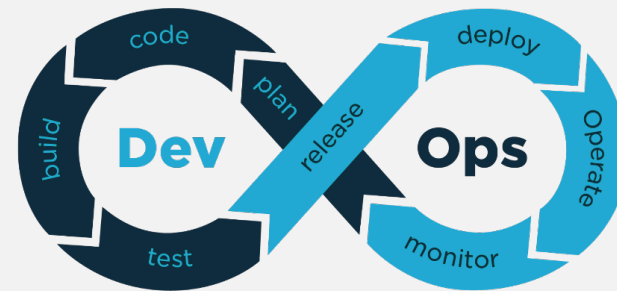 code
plan
build
Dev
test
release
deploy
Operate
Ops
monitor